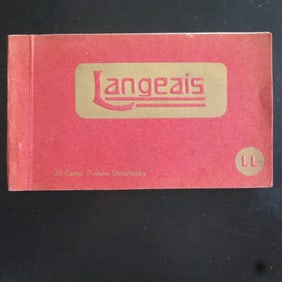 Langeais
LL
20 Cartes Postales Détachables